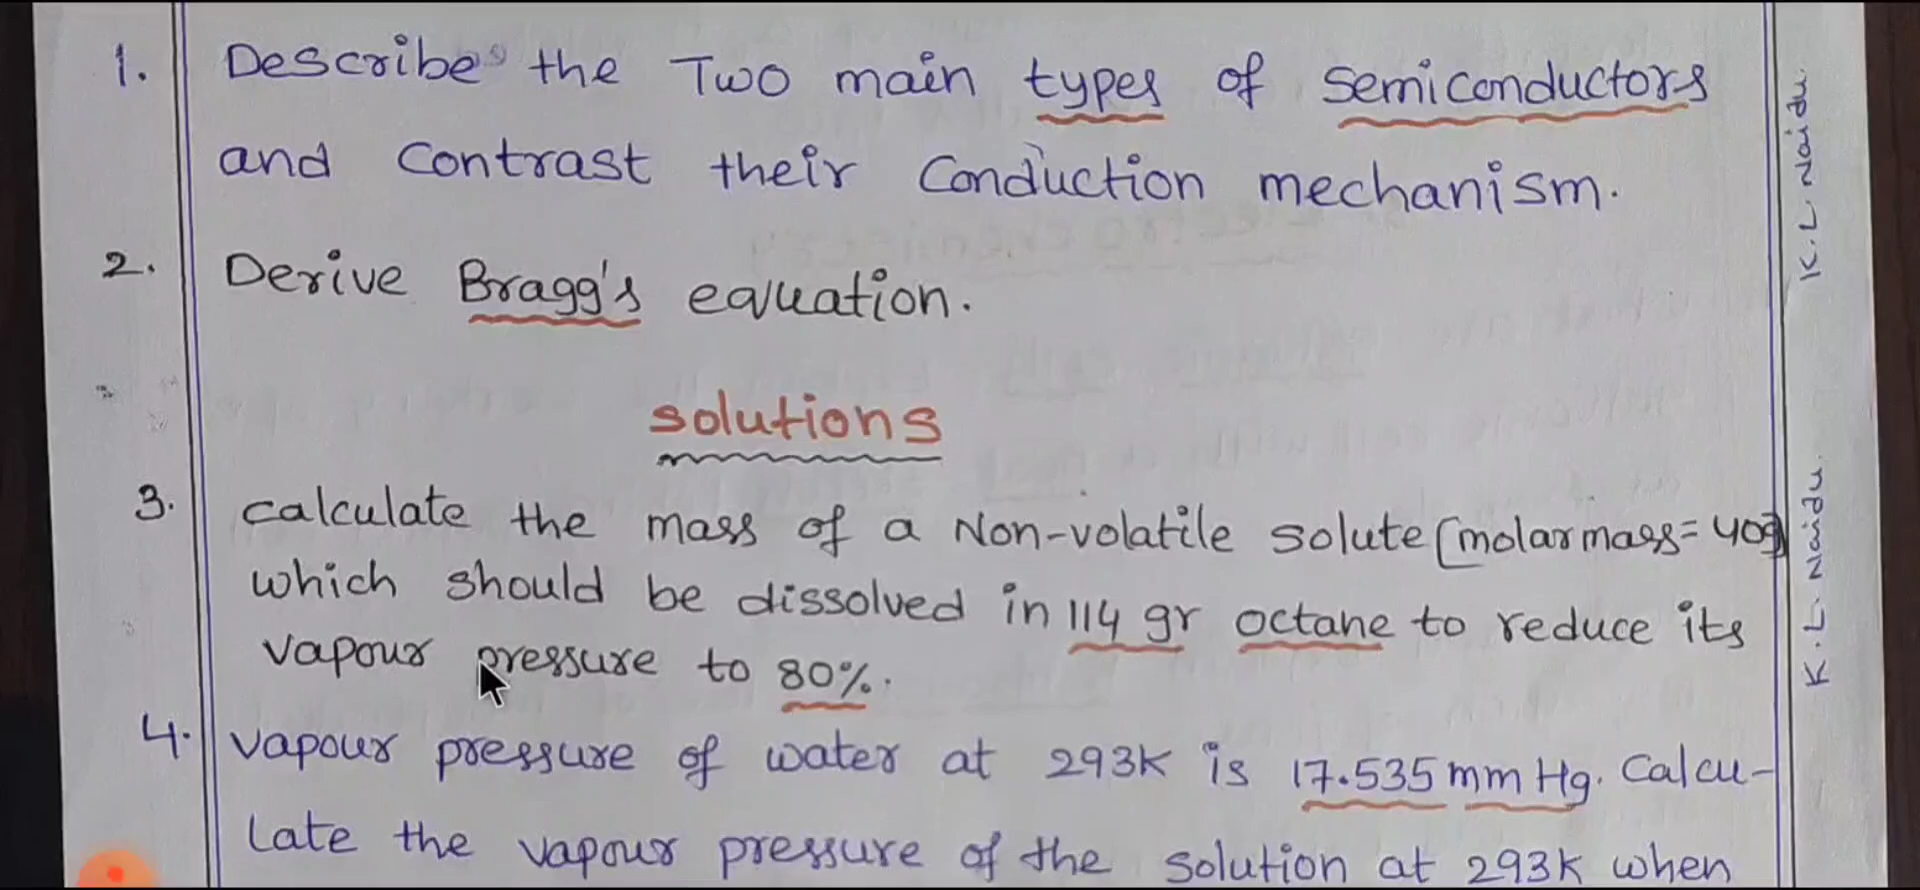 1. Describe the Two main types of semiconductors
and contrast their Conduction mechanism.
2. Derive Bragg's equation.
solutions
3. calculate the mass of a Non-volatile solute (molar mass = 40g)
which should be dissolved in 114 gr octane to reduce its
vapour pressure to 80%.
4. vapour pressure of water at 293K is 17.535 mm Hg. Calcu-
late the vapour pressure of the solution at 293K when
K.L Naidu.
K.L. Naidu.